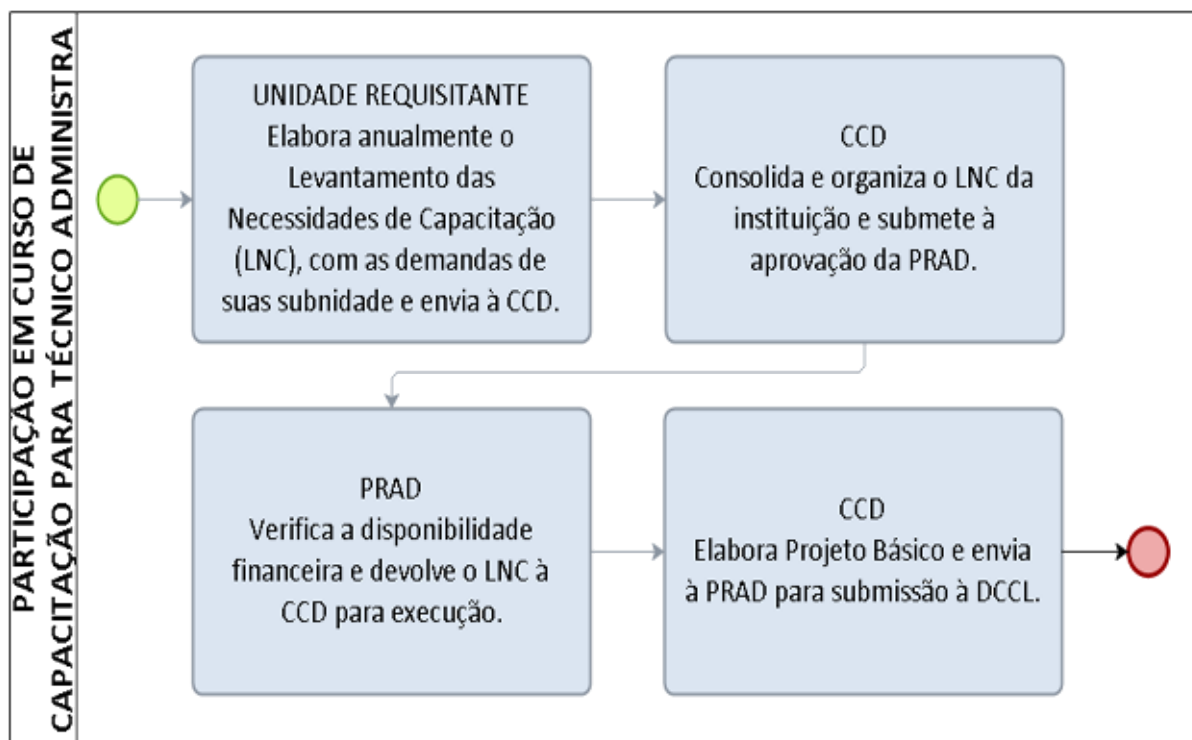 PARTICIPAÇÃO EM CURSO DE
CAPACITAÇÃO PARA TÉCNICO ADMINISTRA
UNIDADE REQUISITANTE
Elabora anualmente o
Levantamento das
Necessidades de Capacitação
(LNC), com as demandas de
suas subnidade e envia à CCD.
CCD
Consolida e organiza o LNC da
instituição e submete à
aprovação da PRAD.
PRAD
Verifica a disponibilidade
financeira e devolve o LNC à
CCD para execução.
CCD
Elabora Projeto Básico e envia
à PRAD para submissão à DCCL.